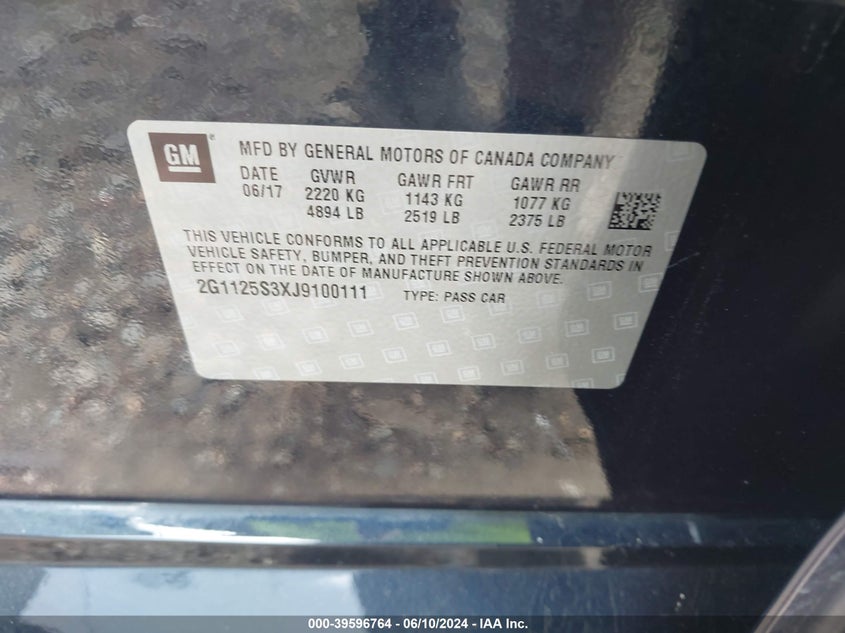 GM ® MFD BY GENERAL MOTORS OF CANADA COMPANY
DATE GVWR GAWR FRT GAWR RR
06/17 2220 KG 1143 KG 1077 KG
4894 LB 2519 LB 2375 LB
THIS VEHICLE CONFORMS TO ALL APPLICABLE U.S. FEDERAL MOTOR
VEHICLE SAFETY, BUMPER, AND THEFT PREVENTION STANDARDS IN
EFFECT ON THE DATE OF MANUFACTURE SHOWN ABOVE.
2G1125S3XJ9100111 TYPE: PASS CAR
000-39596764 - 06/10/2024 - IAA Inc.